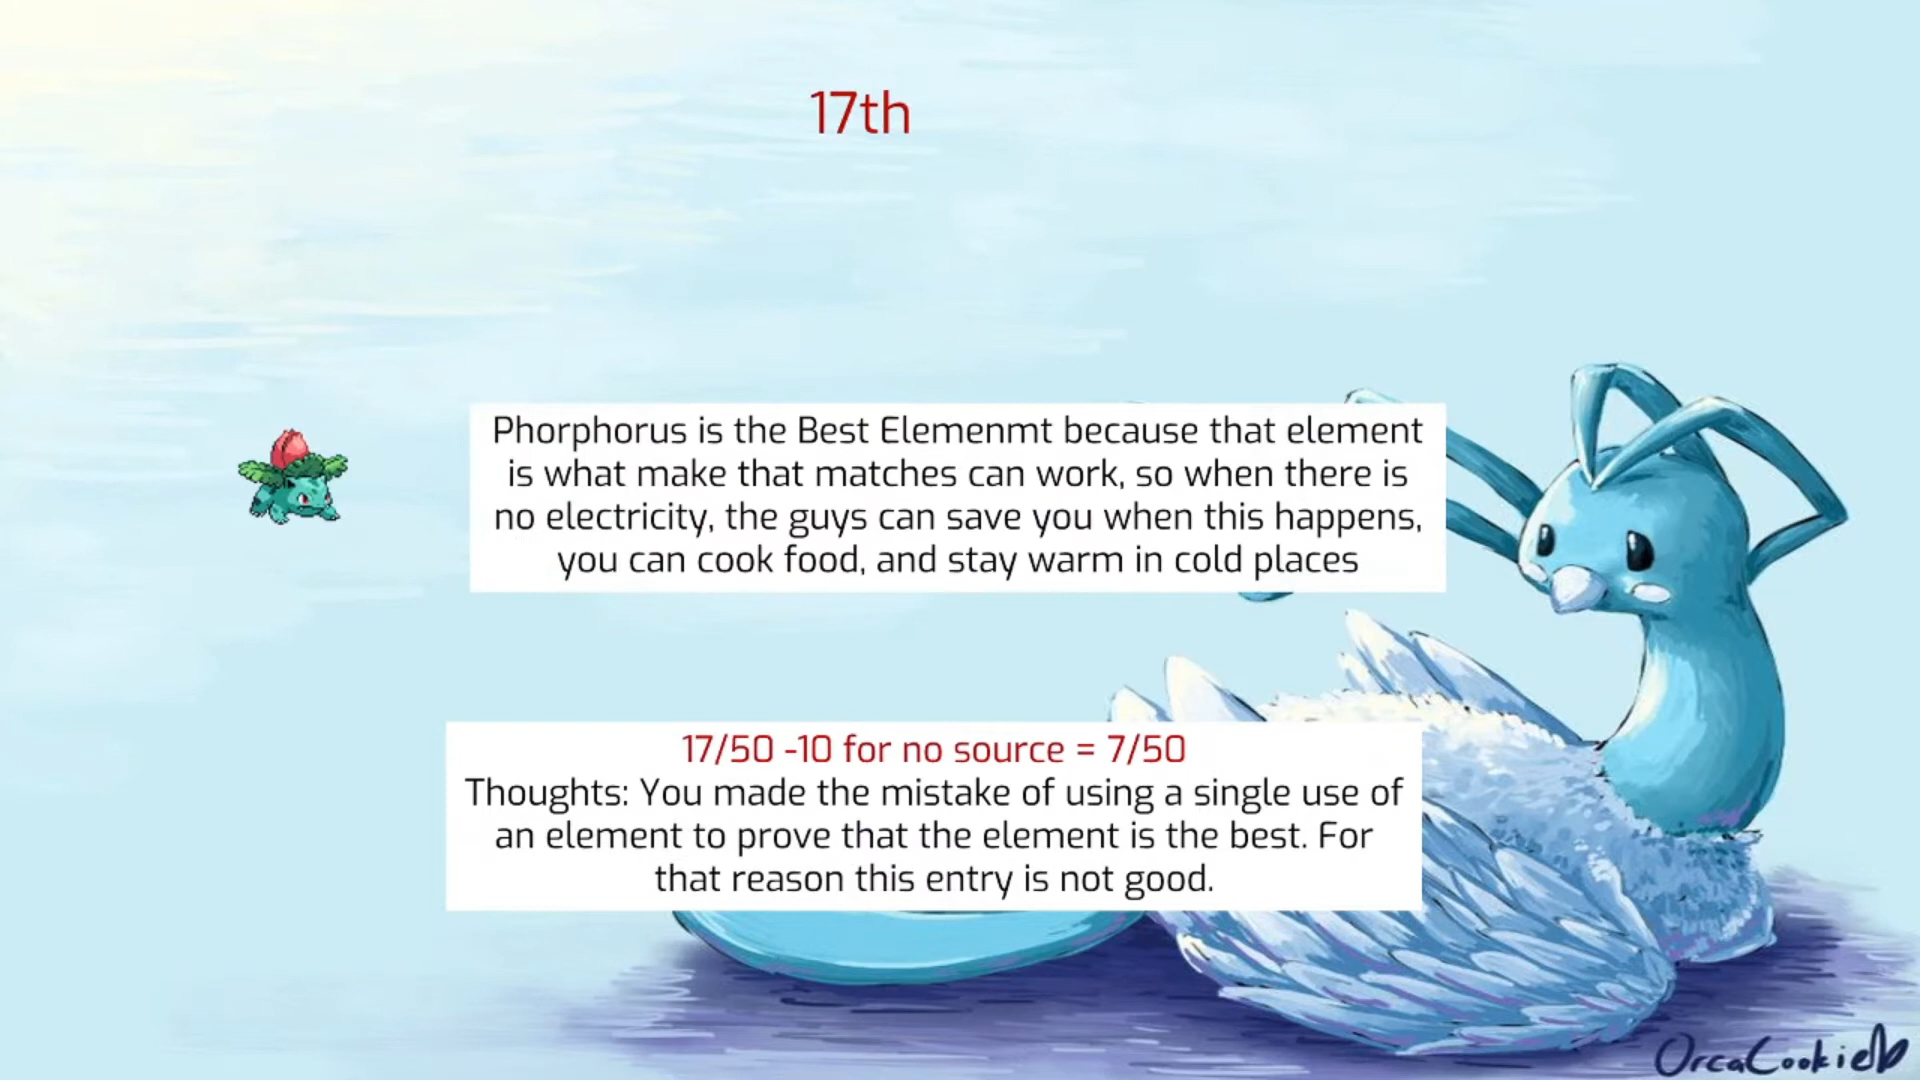 17th
Phorphorus is the Best Elemenmt because that element
is what make that matches can work, so when there is
no electricity, the guys can save you when this happens,
you can cook food, and stay warm in cold places
17/50 -10 for no source = 7/50
Thoughts: You made the mistake of using a single use of
an element to prove that the element is the best. For
that reason this entry is not good.
OrcaCookie